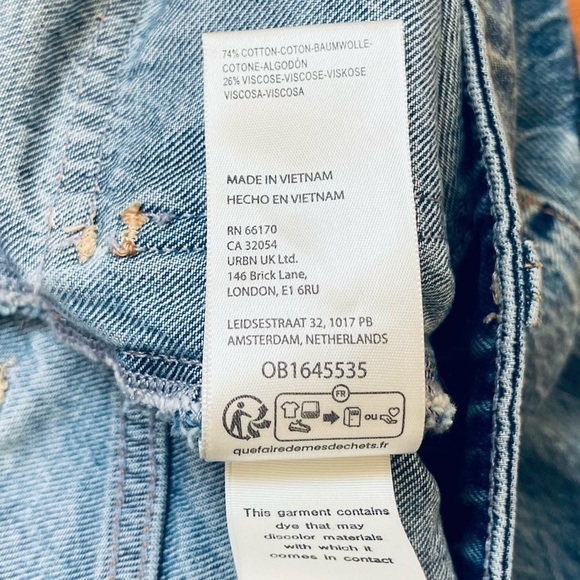 74% COTTON-COTON-BAUMWOLLE-
COTONE-ALGODÓN
26% VISCOSE-VISCOSE-VISKOSE
VISCOSA-VISCOSA
MADE IN VIETNAM
HECHO EN VIETNAM
RN 66170
CA 32054
URBN UK Ltd.
146 Brick Lane,
LONDON, E1 6RU
LEIDSESTRAAT 32, 1017 PB
AMSTERDAM, NETHERLANDS
OB1645535
FR
OU
quefairedemesdechets.fr
This garment contains
dye that may
discolor materials
with which it
comes into contact